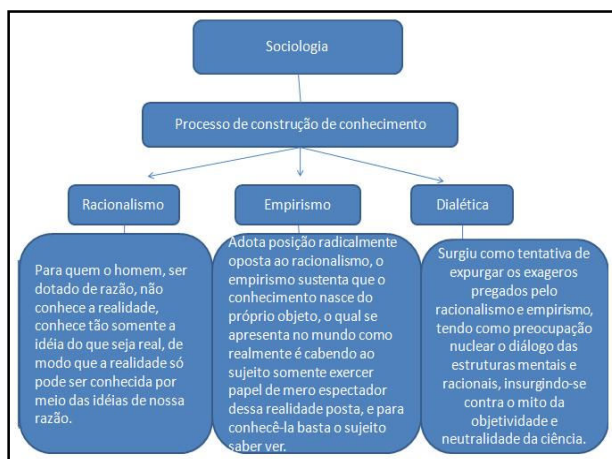 Sociologia
Processo de construção de conhecimento
Racionalismo
Empirismo
Dialética
Para quem o homem, ser
dotado de razão, não
conhece a realidade,
conhece tão somente a
idéia do que seja real, de
modo que a realidade só
pode ser conhecida por
meio das idéias de nossa
razão.
Adota posição radicalmente
oposta ao racionalismo, o
empirismo sustenta que o
conhecimento nasce do
próprio objeto, o qual se
apresenta no mundo como
realmente é cabendo ao
sujeito somente exercer
papel de mero espectador
dessa realidade posta, e para
conhecê-la basta o sujeito
saber ver.
Surgiu como tentativa de
expurgar os exageros
pregados pelo
racionalismo e empirismo,
tendo como preocupação
nuclear o diálogo das
estruturas mentais e
racionais, insurgindo-se
contra o mito da
objetividade e
neutralidade da ciência.